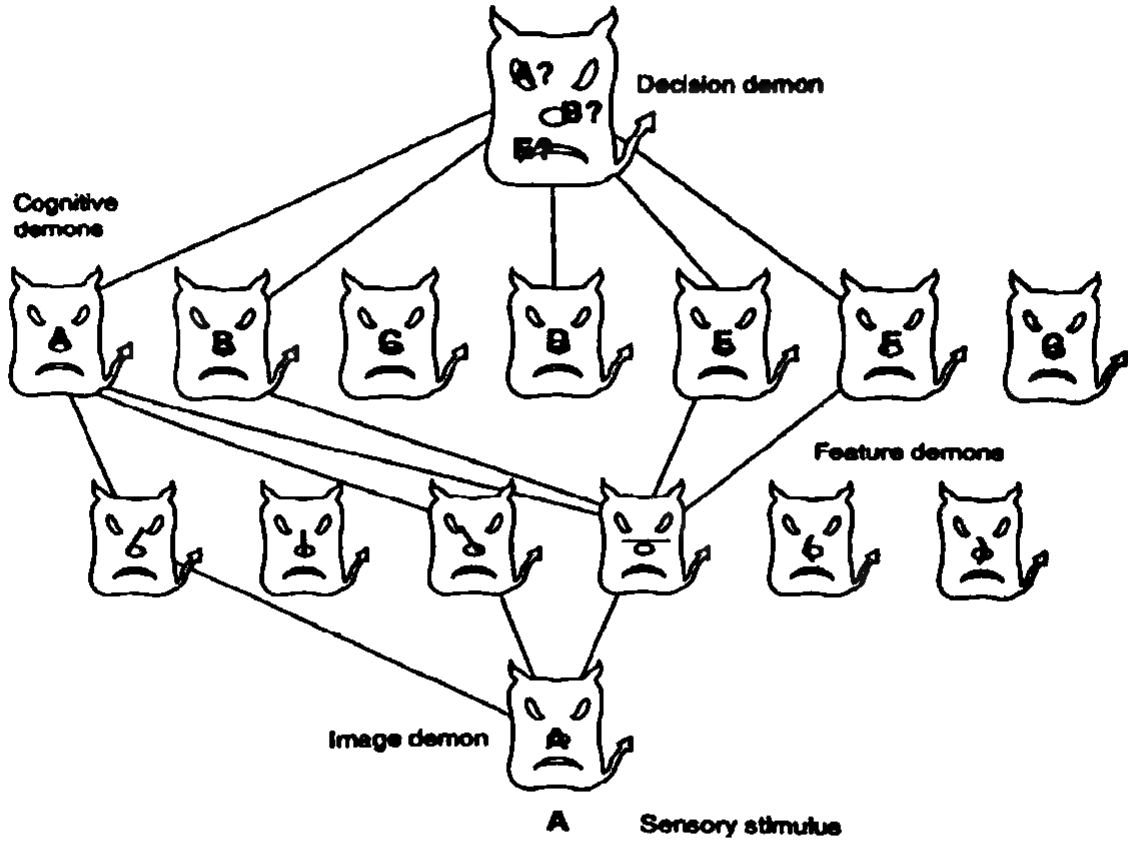 A?
Decision demon
B?
E?
Cognitive
demons
A B C D E F G
Feature demons
Image demon
A
A
Sensory stimulus